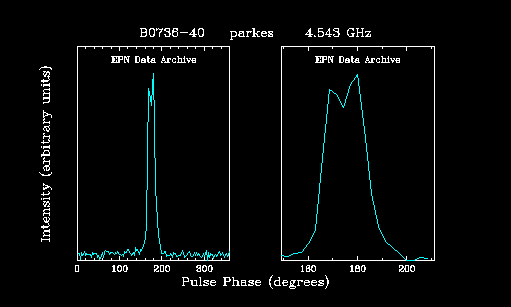 B0736-40 parkes 4.543 GHz
EPN Data Archive EPN Data Archive
Intensity (arbitrary units)
0 100 200 300 180 190 200
Pulse Phase (degrees)